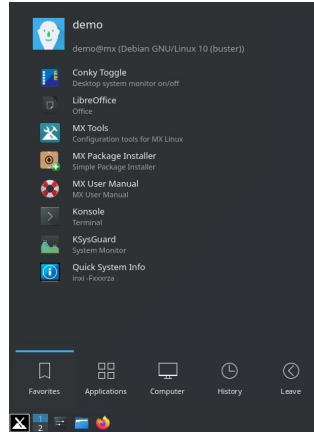 demo
demo@mx (Debian GNU/Linux 10 (buster))
Conky Toggle
Desktop system monitor on/off
LibreOffice
Office
MX Tools
Configuration tools for MX Linux
MX Package Installer
Simple Package Installer
MX User Manual
MX User Manual
Konsole
Terminal
KSysGuard
System Monitor
Quick System Info
inxi -Fxxxrza
Favorites Applications Computer History Leave
1
2